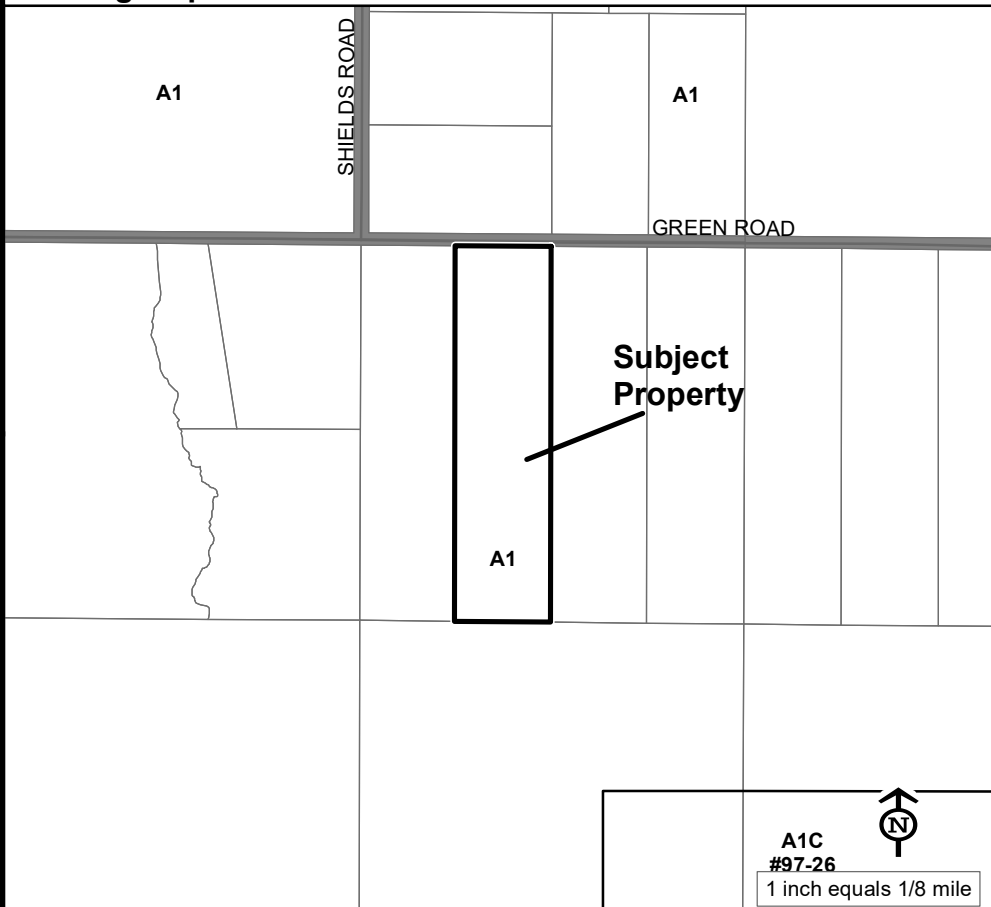 A1
SHIELDS ROAD
A1
GREEN ROAD
Subject
Property
A1
A1C
#97-26
N
1 inch equals 1/8 mile